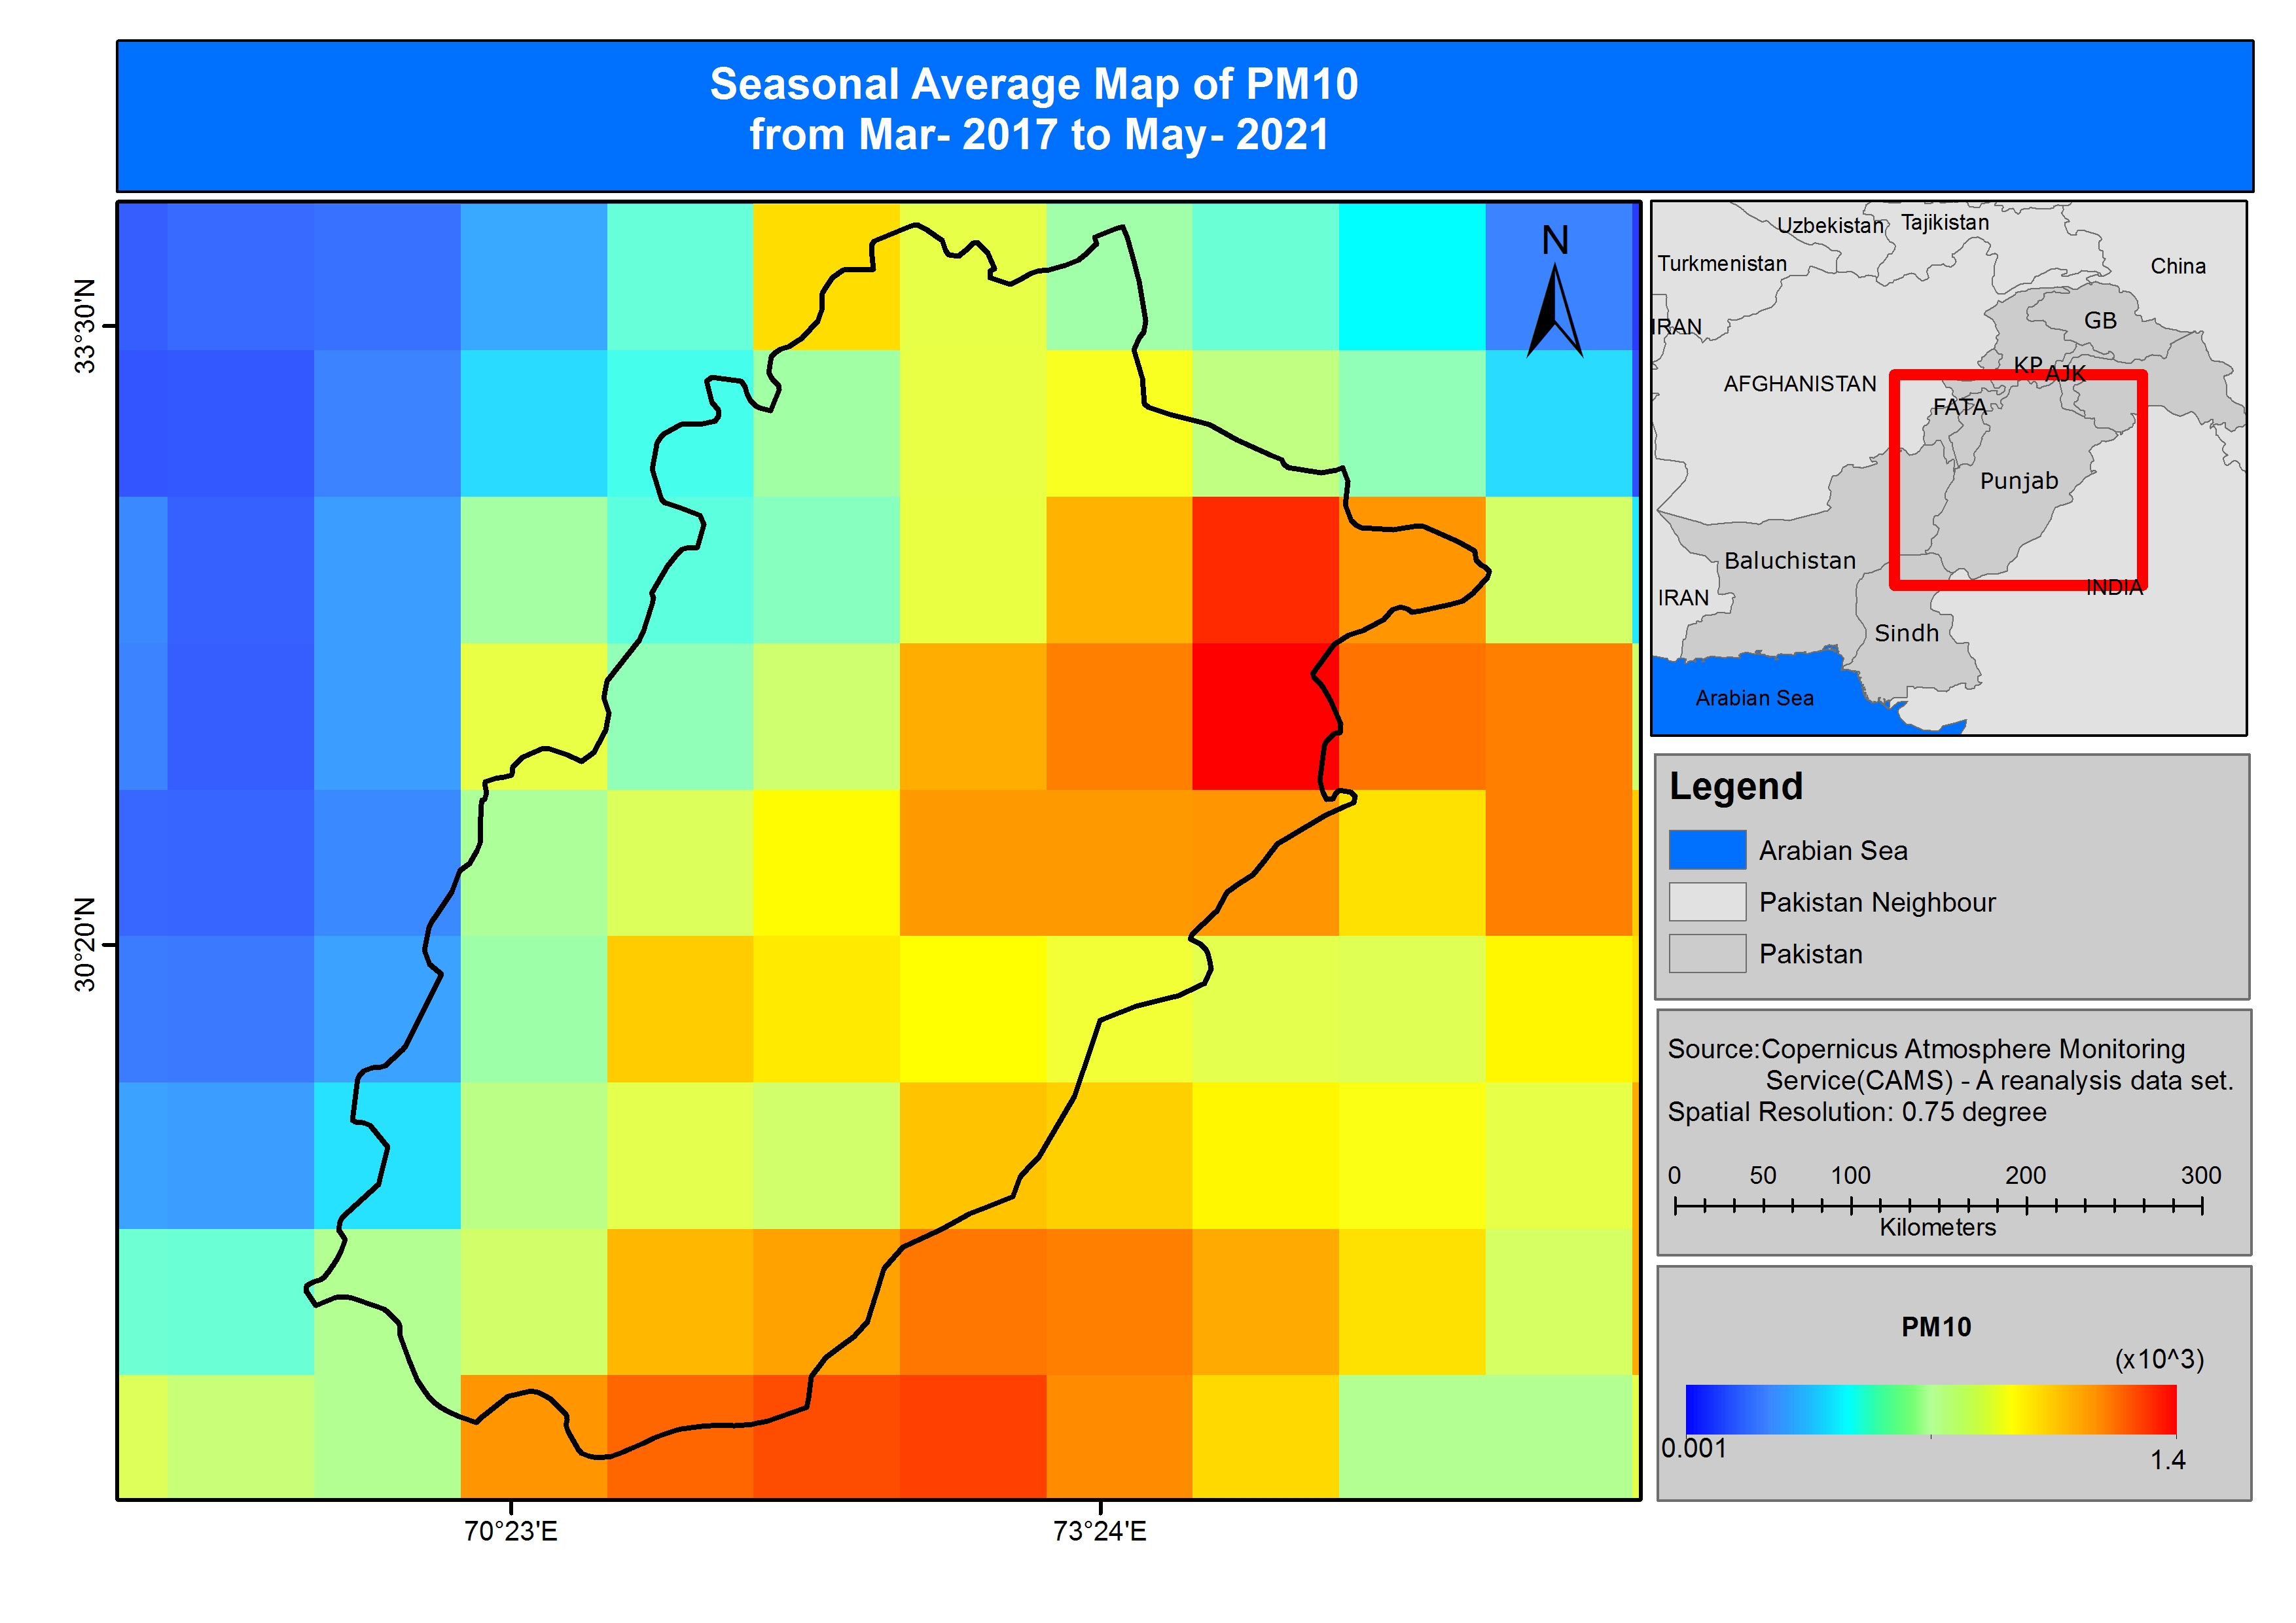 Seasonal Average Map of PM10
from Mar- 2017 to May- 2021
N
33°30'N
30°20'N
70°23'E
73°24'E
Uzbekistan
Tajikistan
Turkmenistan
China
IRAN
GB
KP
AJK
AFGHANISTAN
FATA
Punjab
Baluchistan
INDIA
IRAN
Sindh
Arabian Sea
Legend
Arabian Sea
Pakistan Neighbour
Pakistan
Source:Copernicus Atmosphere Monitoring
Service(CAMS) - A reanalysis data set.
Spatial Resolution: 0.75 degree
0 50 100 200 300
Kilometers
PM10
(x10^3)
0.001
1.4